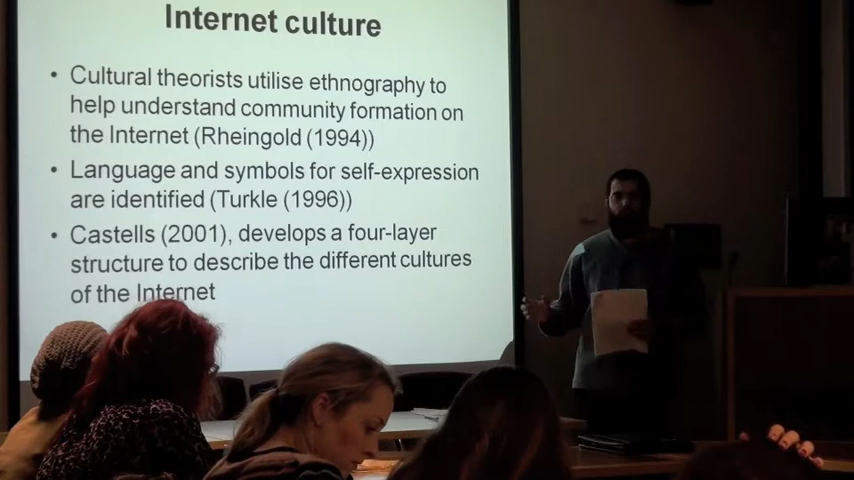 Internet culture
• Cultural theorists utilise ethnography to
help understand community formation on
the Internet (Rheingold (1994))
• Language and symbols for self-expression
are identified (Turkle (1996))
• Castells (2001), develops a four-layer
structure to describe the different cultures
of the Internet